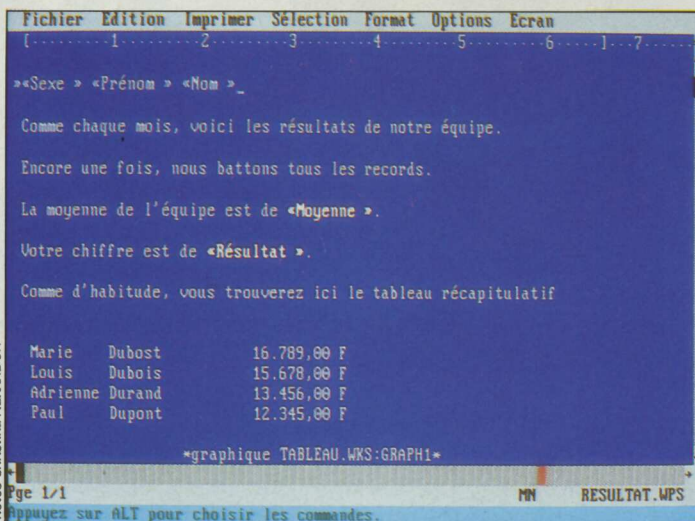 Fichier Edition Imprimer Sélection Format Options Ecran
[.........1.........2.........3.........4.........5.........6.....]...7......
»«Sexe » «Prénom » «Nom »_
Comme chaque mois, voici les résultats de notre équipe.
Encore une fois, nous battons tous les records.
La moyenne de l'équipe est de «Moyenne ».
Votre chiffre est de «Résultat ».
Comme d'habitude, vous trouverez ici le tableau récapitulatif
Marie Dubost 16.789,00 F
Louis Dubois 15.678,00 F
Adrienne Durand 13.456,00 F
Paul Dupont 12.345,00 F
*graphique TABLEAU.WKS:GRAPH1*
Pge 1/1 MN RESULTAT.WPS
Appuyez sur ALT pour choisir les commandes.